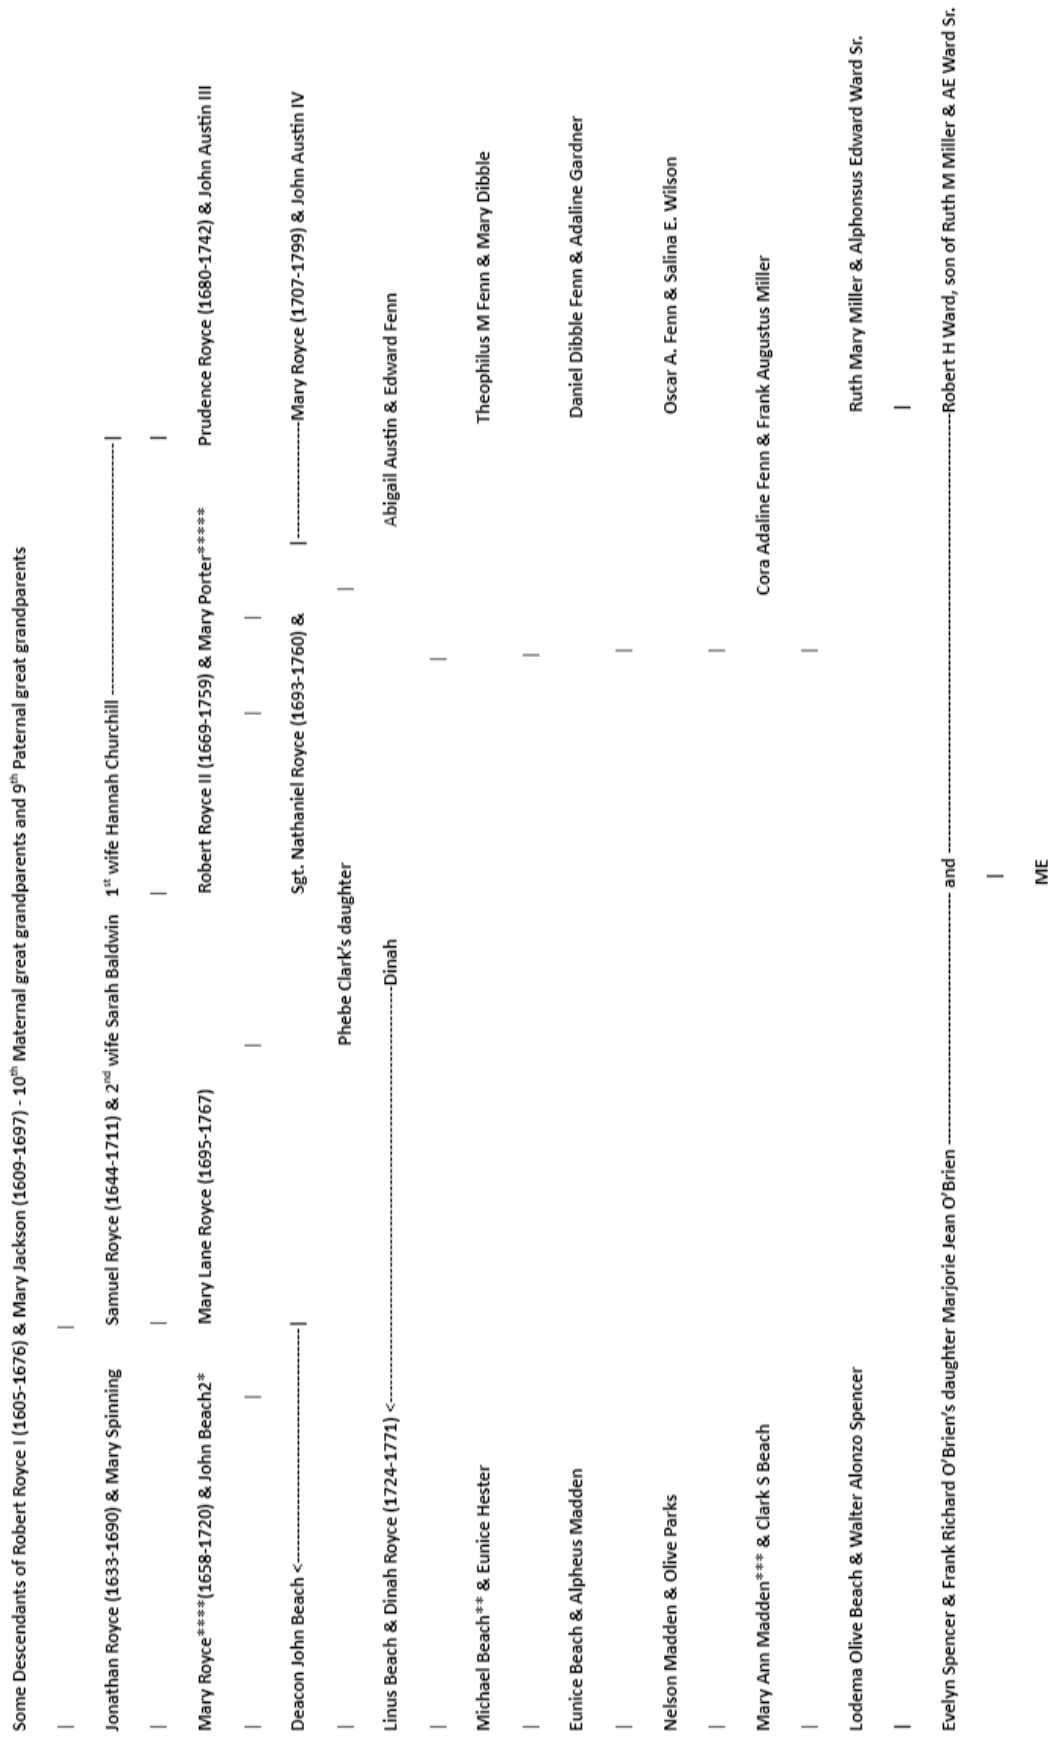 Some Descendants of Robert Royce I (1605-1676) & Mary Jackson (1609-1697) - 10th Maternal great grandparents and 9th Paternal great grandparents
| |
Jonathan Royce (1633-1690) & Mary Spinning Samuel Royce (1644-1711) & 2nd wife Sarah Baldwin 1st wife Hannah Churchill ------------------------------|
| | | |
Mary Royce****(1658-1720) & John Beach2* Mary Lane Royce (1695-1767) Robert Royce II (1669-1759) & Mary Porter***** Prudence Royce (1680-1742) & John Austin III
| | | | |
Deacon John Beach <------------------------------| Sgt. Nathaniel Royce (1693-1760) & |--------------Mary Royce (1707-1799) & John Austin IV
| Phebe Clark's daughter |
Linus Beach & Dinah Royce (1724-1771) <------------------------------------------------Dinah Abigail Austin & Edward Fenn
| |
Michael Beach** & Eunice Hester Theophilus M Fenn & Mary Dibble
| |
Eunice Beach & Alpheus Madden Daniel Dibble Fenn & Adaline Gardner
| |
Nelson Madden & Olive Parks Oscar A. Fenn & Salina E. Wilson
| |
Mary Ann Madden*** & Clark S Beach Cora Adaline Fenn & Frank Augustus Miller
| |
Lodema Olive Beach & Walter Alonzo Spencer Ruth Mary Miller & Alphonsus Edward Ward Sr.
| |
Evelyn Spencer & Frank Richard O'Brien's daughter Marjorie Jean O'Brien ------------------------------ and --------------------------------------------------Robert H Ward, son of Ruth M Miller & AE Ward Sr.
|
ME